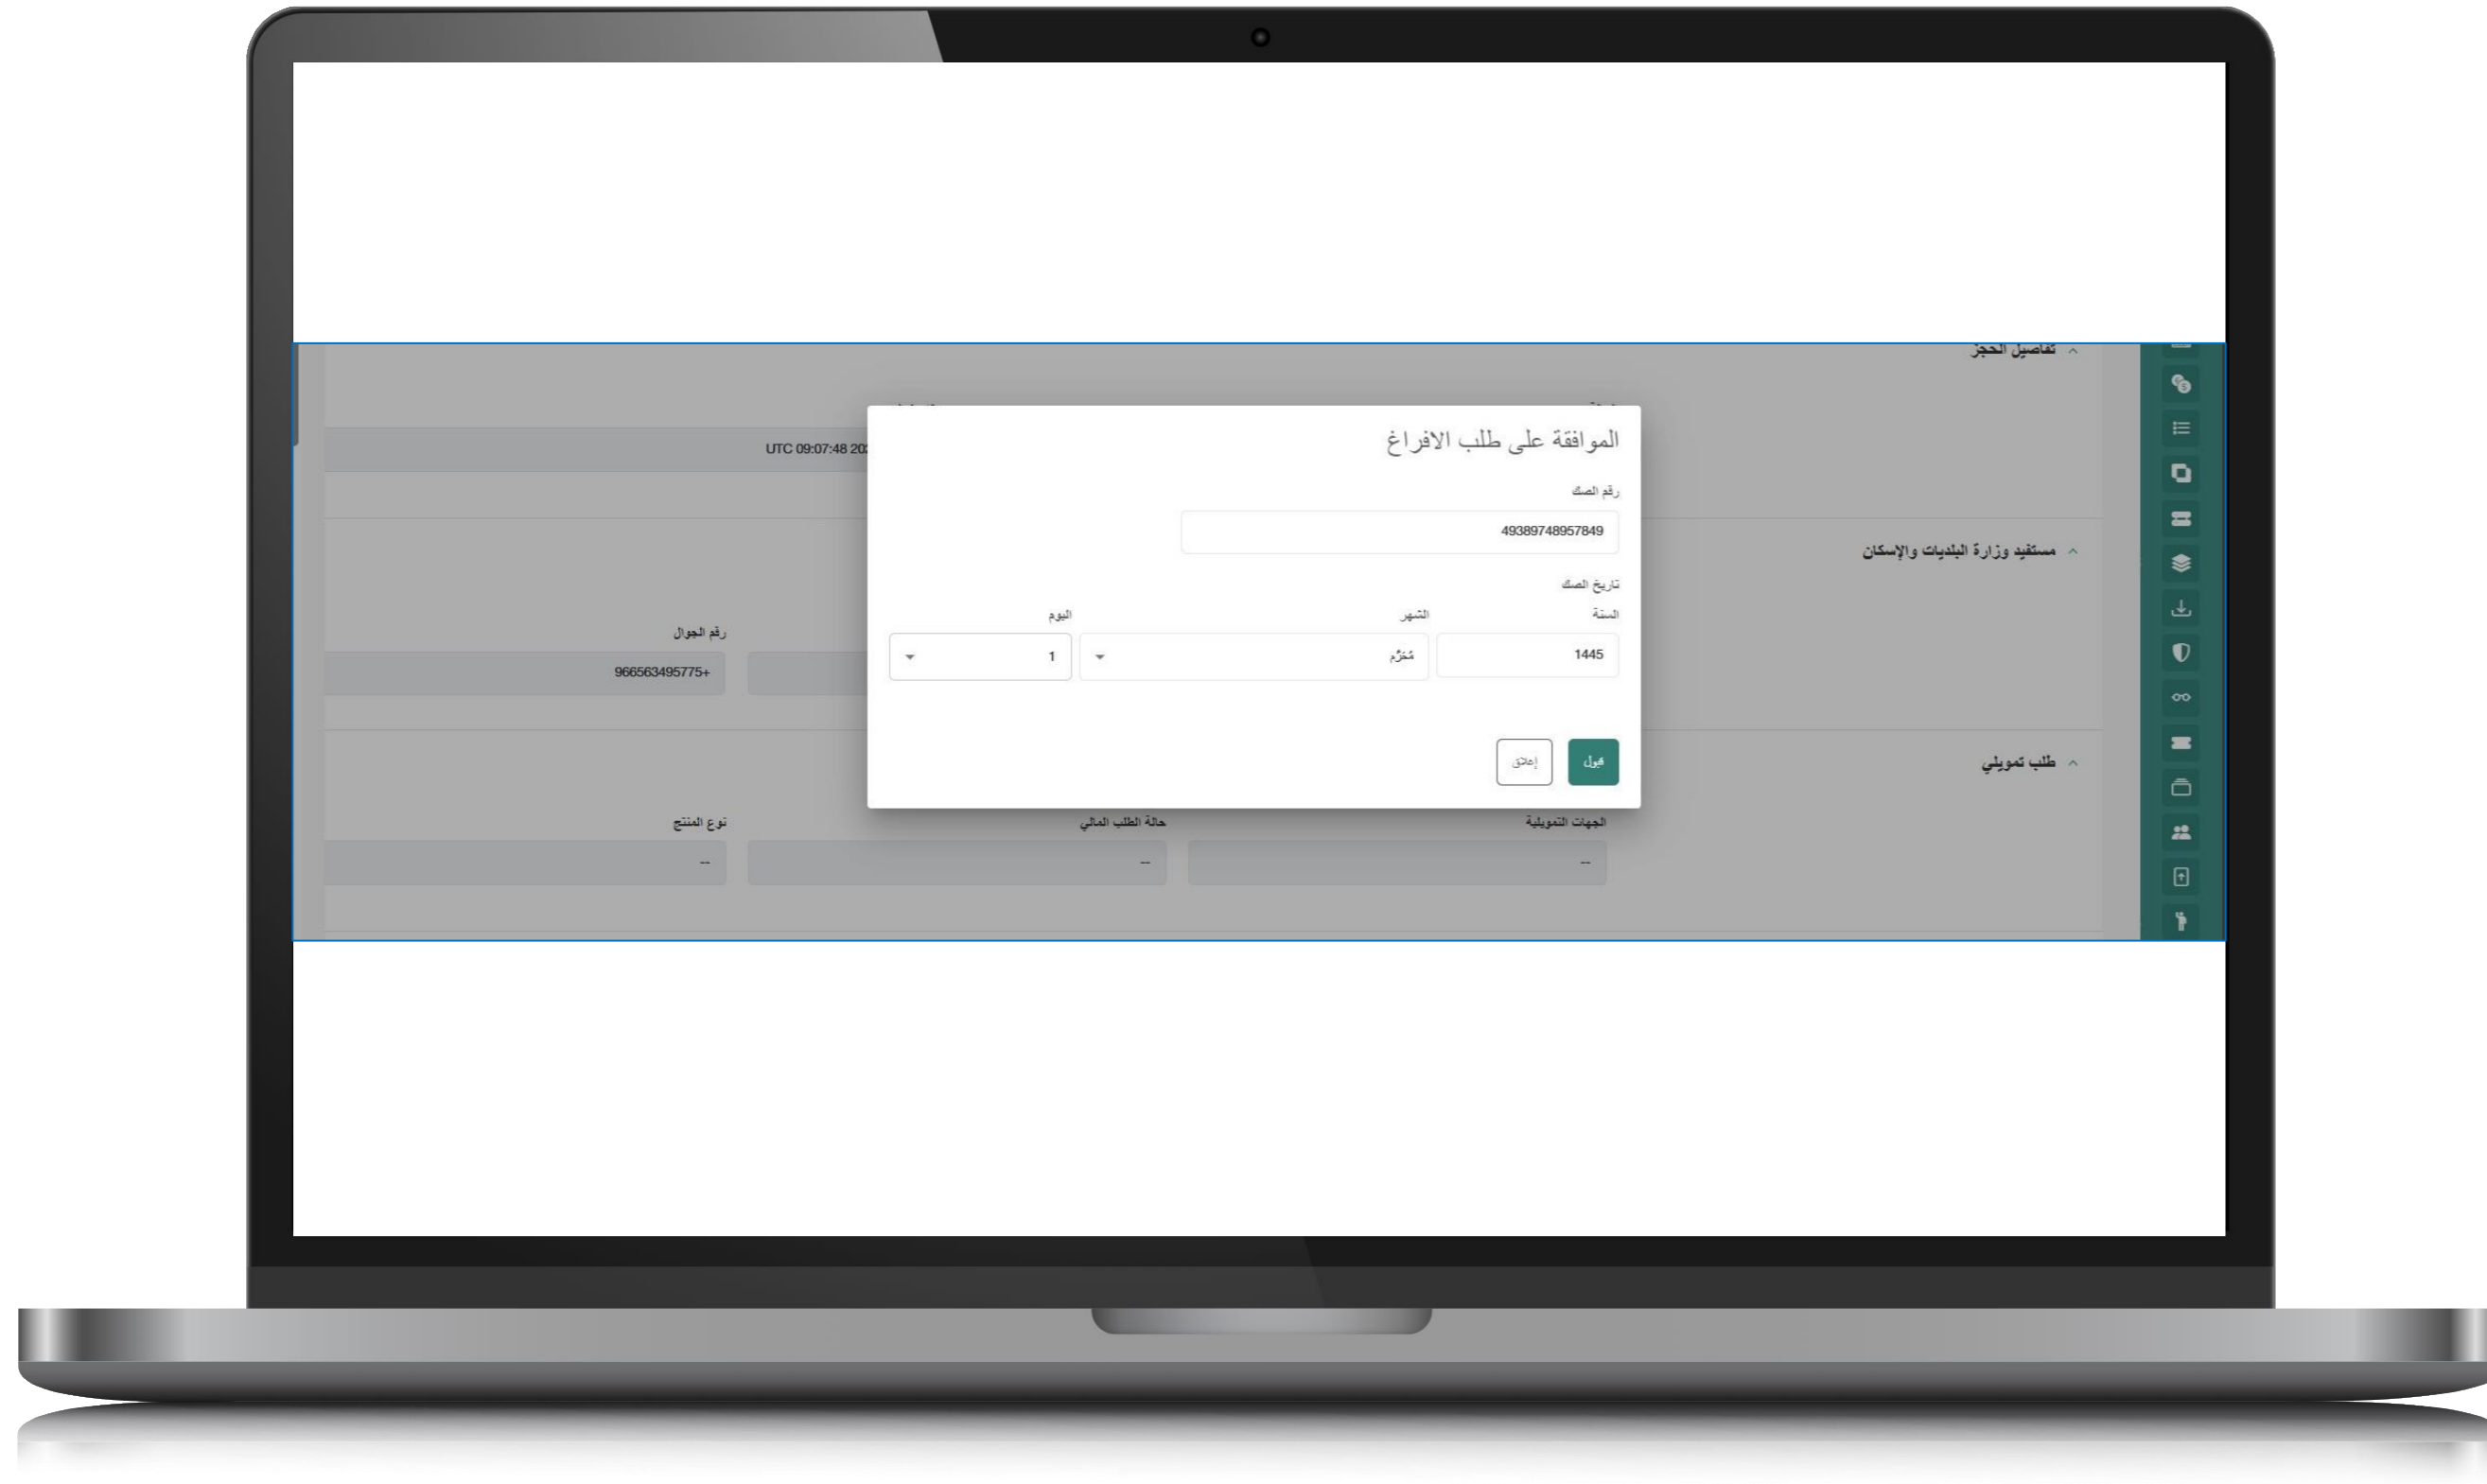 تفاصيل الحجز
UTC 09:07:48 202
الموافقة على طلب الافراغ
رقم الصك
49389748957849
مستفيد وزارة البلديات والإسكان
تاريخ الصك
السنة الشهر اليوم
رقم الجوال
1445 مُحَرَّم 1
966563495775+
قبول إغلاق
طلب تمويلي
الجهات التمويلية حالة الطلب المالي نوع المنتج
-- -- --